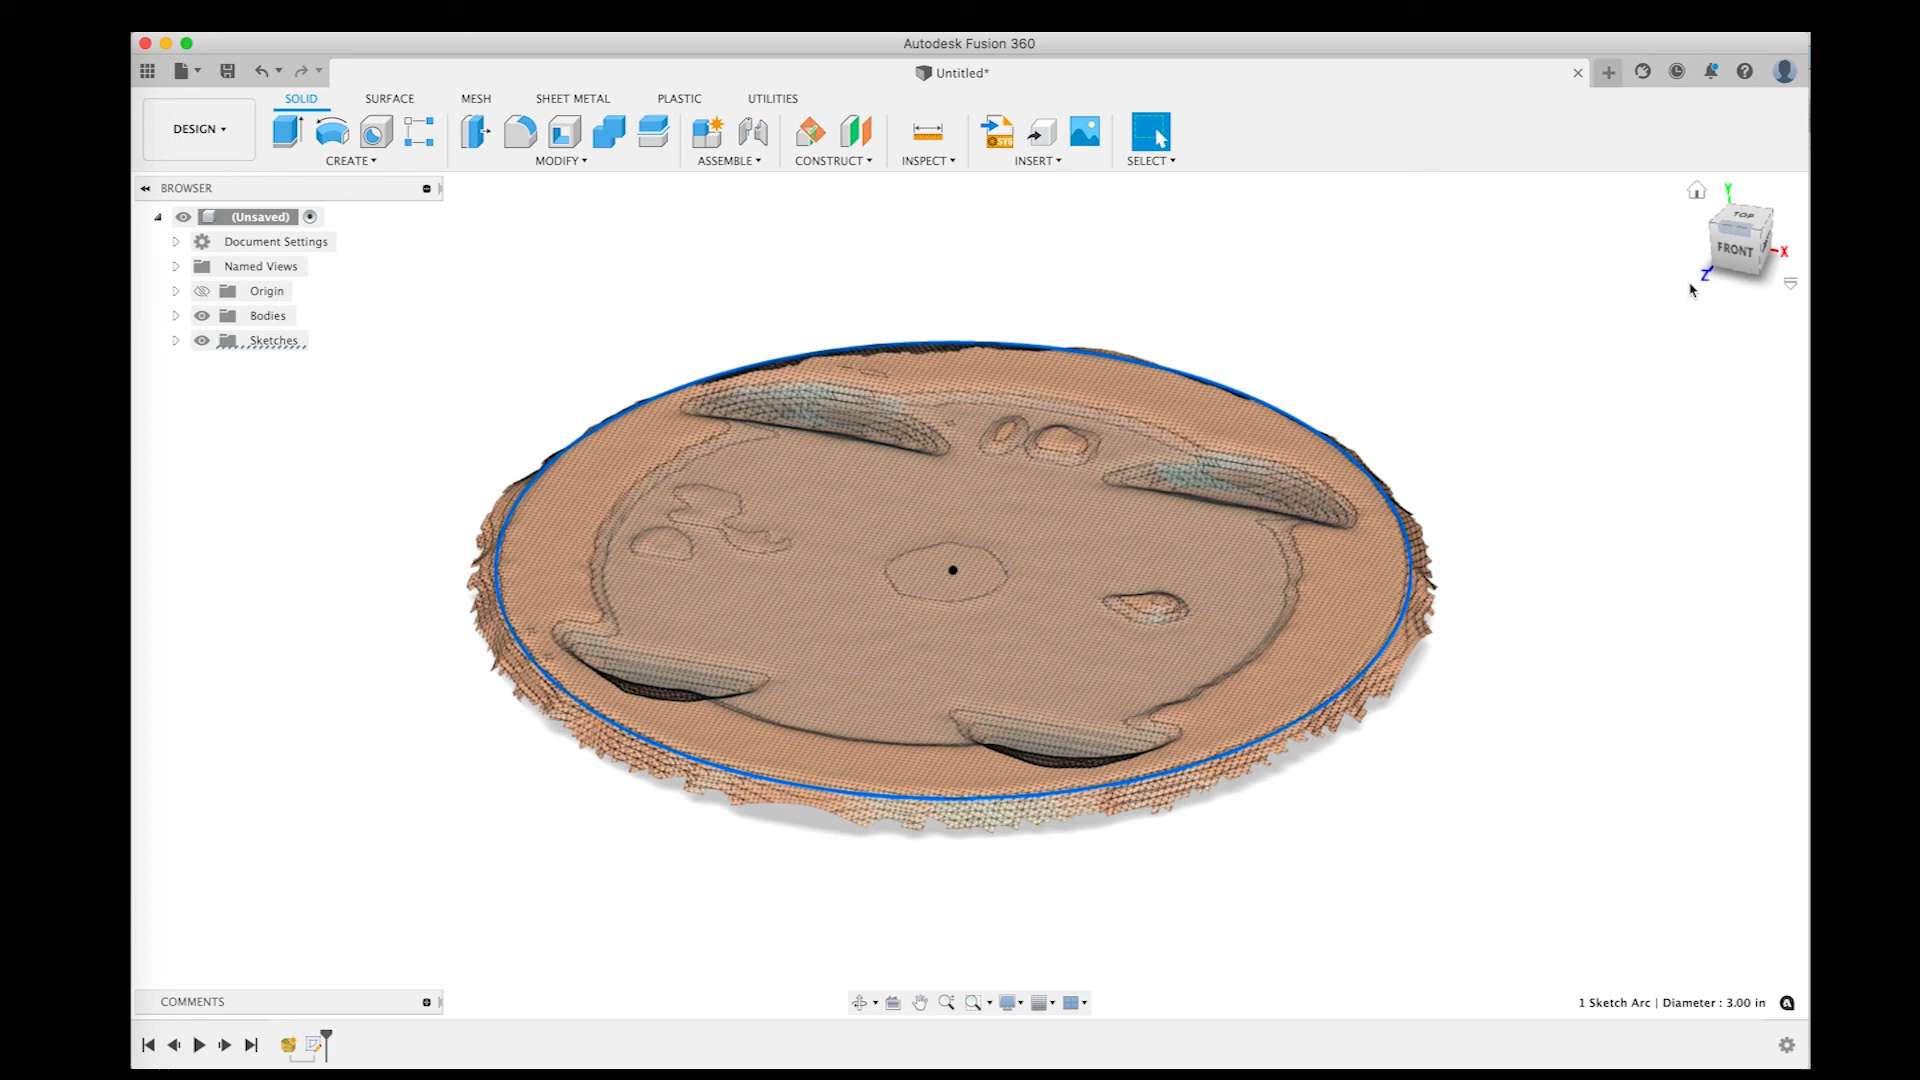 Autodesk Fusion 360
Untitled*
SOLID SURFACE MESH SHEET METAL PLASTIC UTILITIES
DESIGN
SVG
CREATE MODIFY ASSEMBLE CONSTRUCT INSPECT INSERT SELECT
BROWSER
(Unsaved)
Document Settings
Named Views
Origin
Bodies
Sketches
Y
TOP
FRONT
X
Z
COMMENTS
1 Sketch Arc | Diameter : 3.00 in